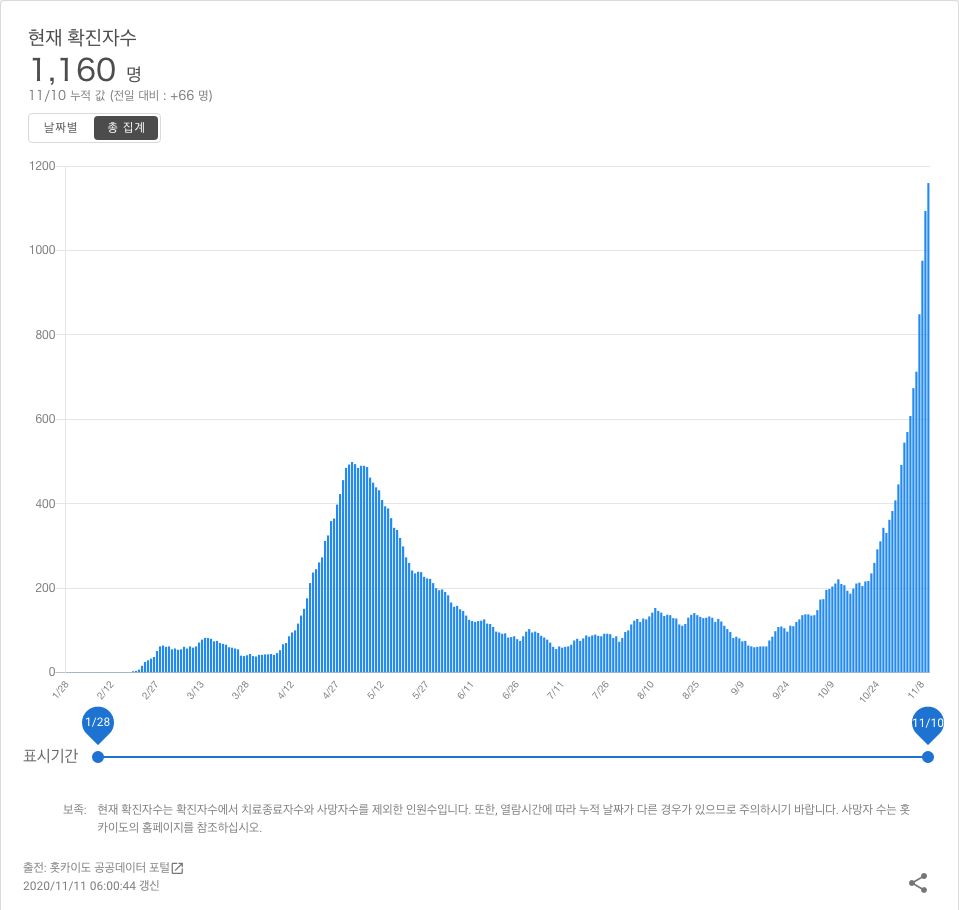 현재 확진자수
1,160 명
11/10 누적 값 (전일 대비 : +66 명)
날짜별 총 집계
1200
1000
800
600
400
200
0
1/28 2/12 2/27 3/13 3/28 4/12 4/27 5/12 5/27 6/11 6/26 7/11 7/26 8/10 8/25 9/9 9/24 10/9 10/24 11/8
1/28 11/10
표시기간
보족: 현재 확진자수는 확진자수에서 치료종료자수와 사망자수를 제외한 인원수입니다. 또한, 열람시간에 따라 누적 날짜가 다른 경우가 있으므로 주의하시기 바랍니다. 사망자 수는 홋
카이도의 홈페이지를 참조하십시오.
출전: 홋카이도 공공데이터 포털
2020/11/11 06:00:44 갱신